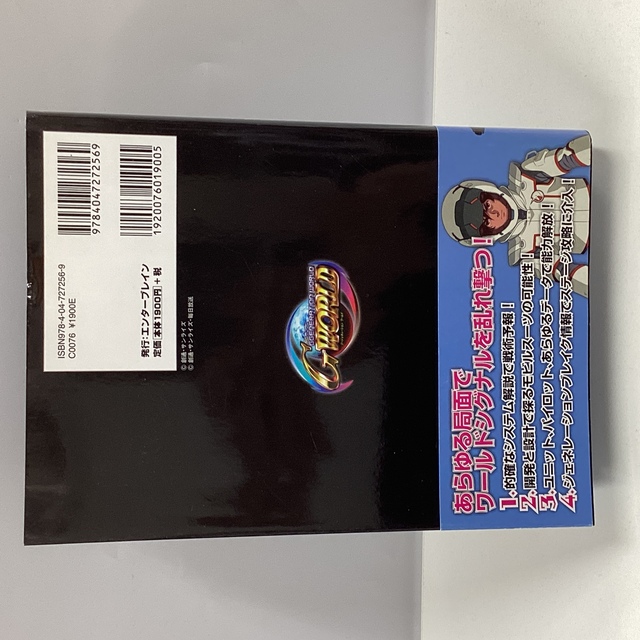 9784047272569
1920076019005
ISBN978-4-04-727256-9
C0076 ¥1900E
発行:エンターブレイン
定価 本体1900円 +税
© 創通・サンライズ
© 創通・サンライズ・毎日放送
G GENERATION WORLD
WORLD
あらゆる局面で
ワールドシグナルを乱れ撃つ!
1.的確なシステム解説で戦術予報!
2.開発と設計で探るモビルスーツの可能性!
3.ユニット、パイロット、あらゆるデータで能力解放!
4.ジェネレーションブレイク情報&ステージ攻略に介入!